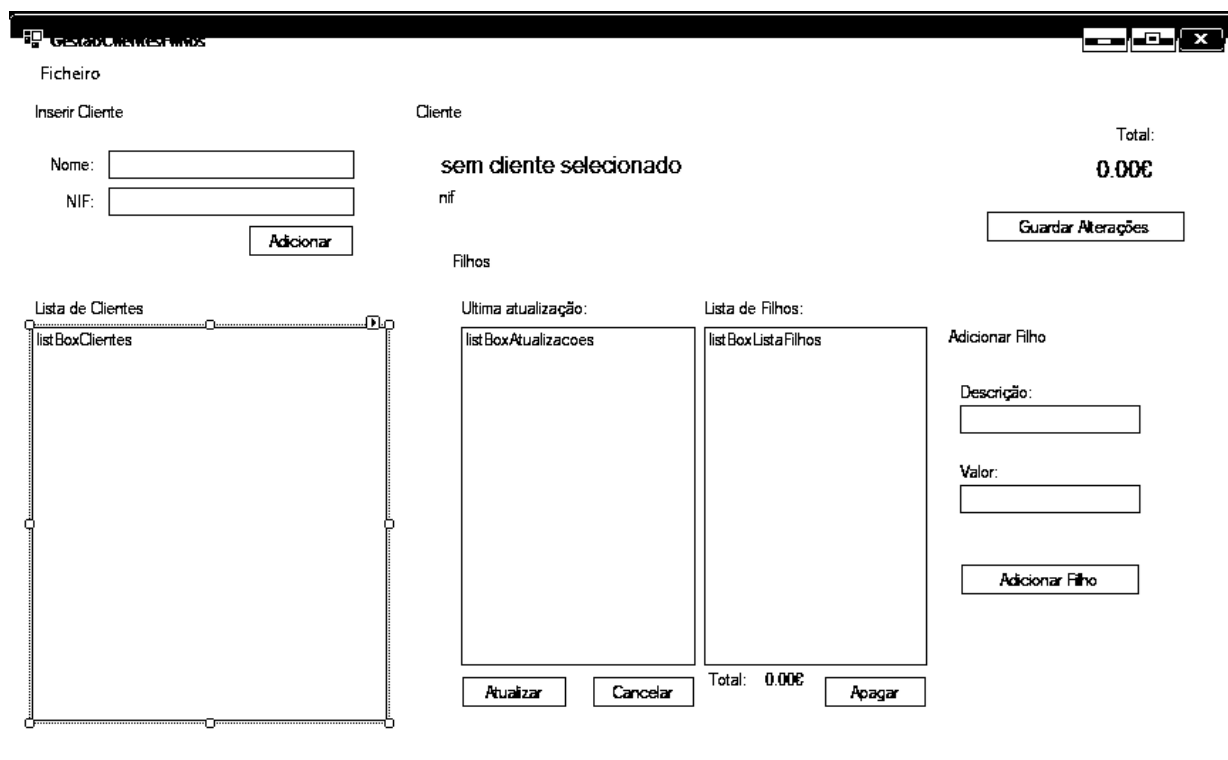 GestãoClientesFilhos
Ficheiro
Inserir Cliente
Nome:
NIF:
Adicionar
Lista de Clientes
listBoxClientes
Cliente
sem cliente selecionado
nif
Total:
0.00€
Guardar Alterações
Filhos
Ultima atualização:
listBoxAtualizacoes
Atualizar
Cancelar
Lista de Filhos:
listBoxListaFilhos
Total: 0.00€
Apagar
Adicionar Filho
Descrição:
Valor:
Adicionar Filho